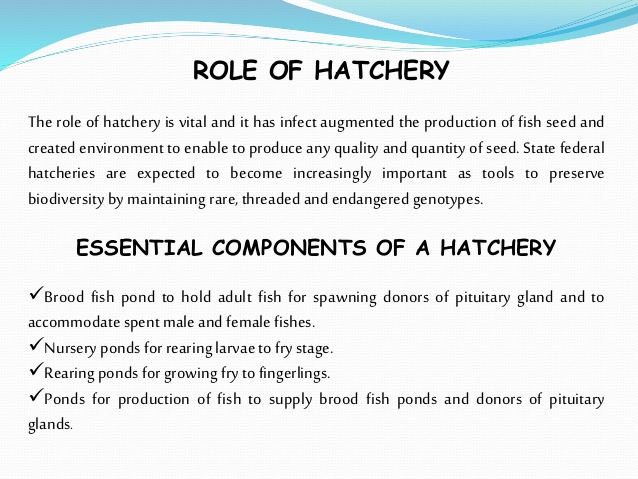 ROLE OF HATCHERY
The role of hatchery is vital and it has infect augmented the production of fish seed and
created environment to enable to produce any quality and quantity of seed. State federal
hatcheries are expected to become increasingly important as tools to preserve
biodiversity by maintaining rare, threaded and endangered genotypes.
ESSENTIAL COMPONENTS OF A HATCHERY
✓Brood fish pond to hold adult fish for spawning donors of pituitary gland and to
accommodate spent male and female fishes.
✓Nursery ponds for rearing larvae to fry stage.
✓Rearing ponds for growing fry to fingerlings.
✓Ponds for production of fish to supply brood fish ponds and donors of pituitary
glands.